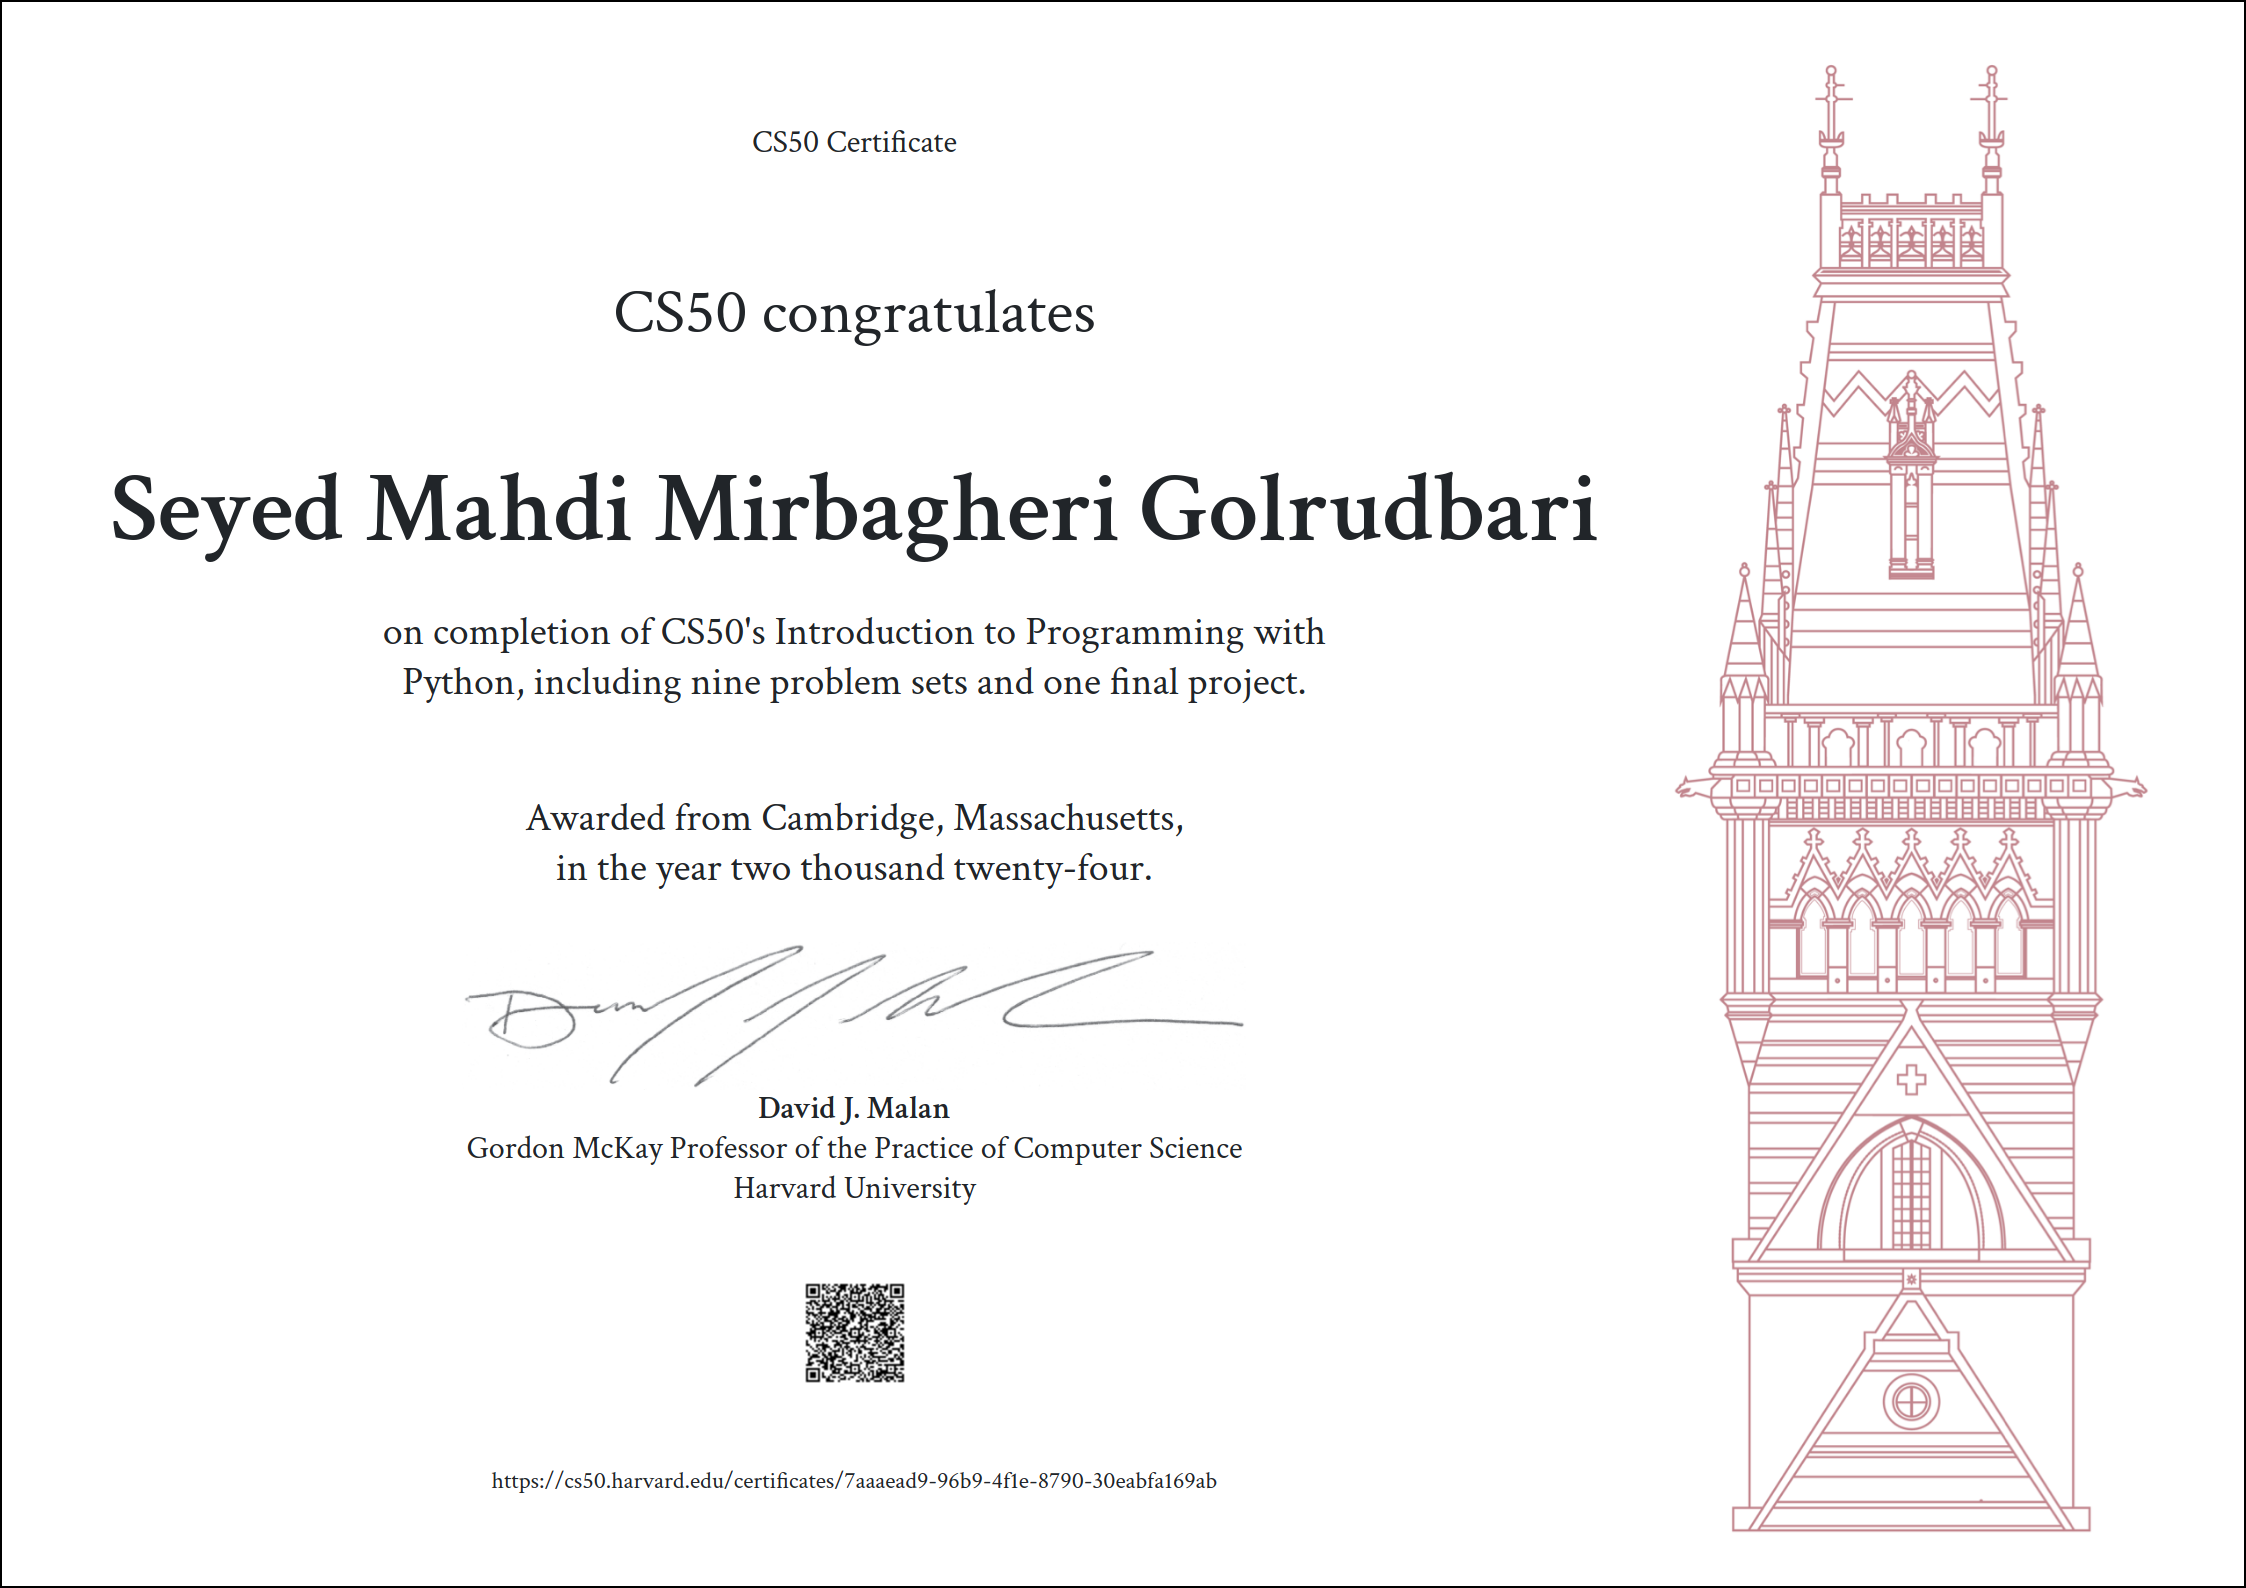 CS50 Certificate
CS50 congratulates
Seyed Mahdi Mirbagheri Golrudbari
on completion of CS50's Introduction to Programming with
Python, including nine problem sets and one final project.
Awarded from Cambridge, Massachusetts,
in the year two thousand twenty-four.
David J. Malan
Gordon McKay Professor of the Practice of Computer Science
Harvard University
https://cs50.harvard.edu/certificates/7aaaead9-96b9-4f1e-8790-30eabfa169ab